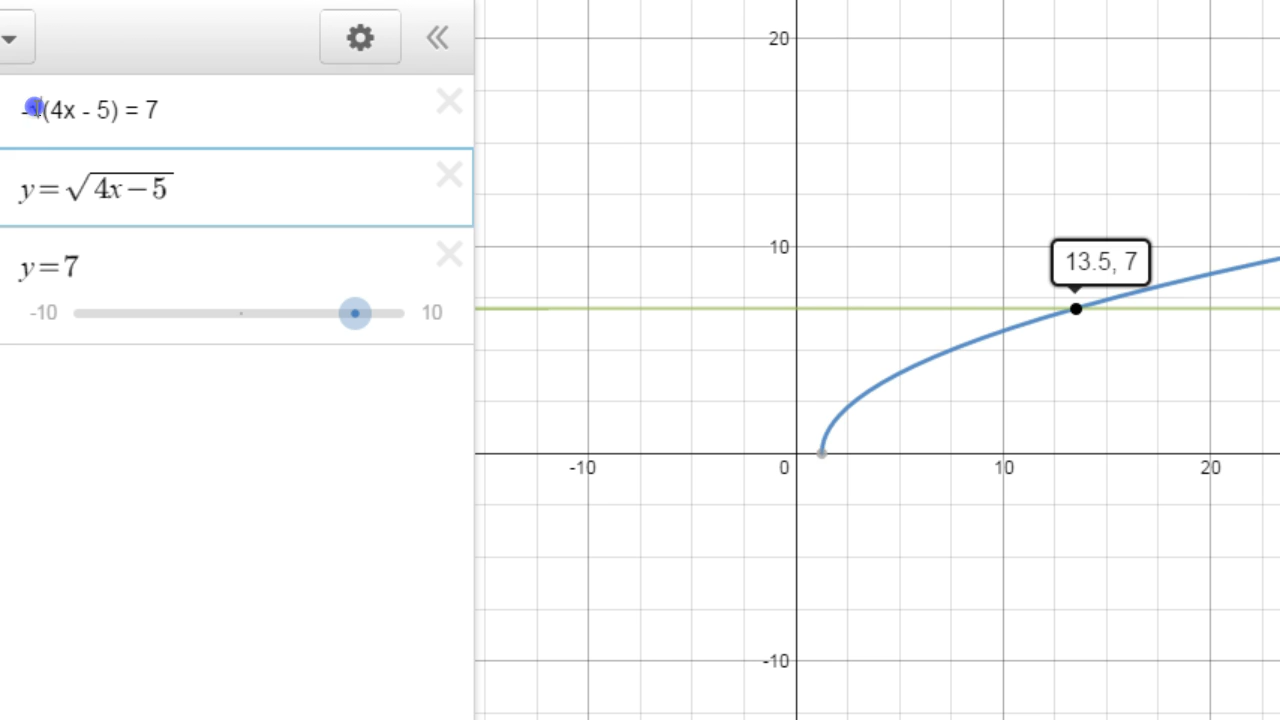 (4x - 5) = 7
y=√4x−5
y=7
-10 10
20
10
13.5, 7
-10 0 10 20
-10